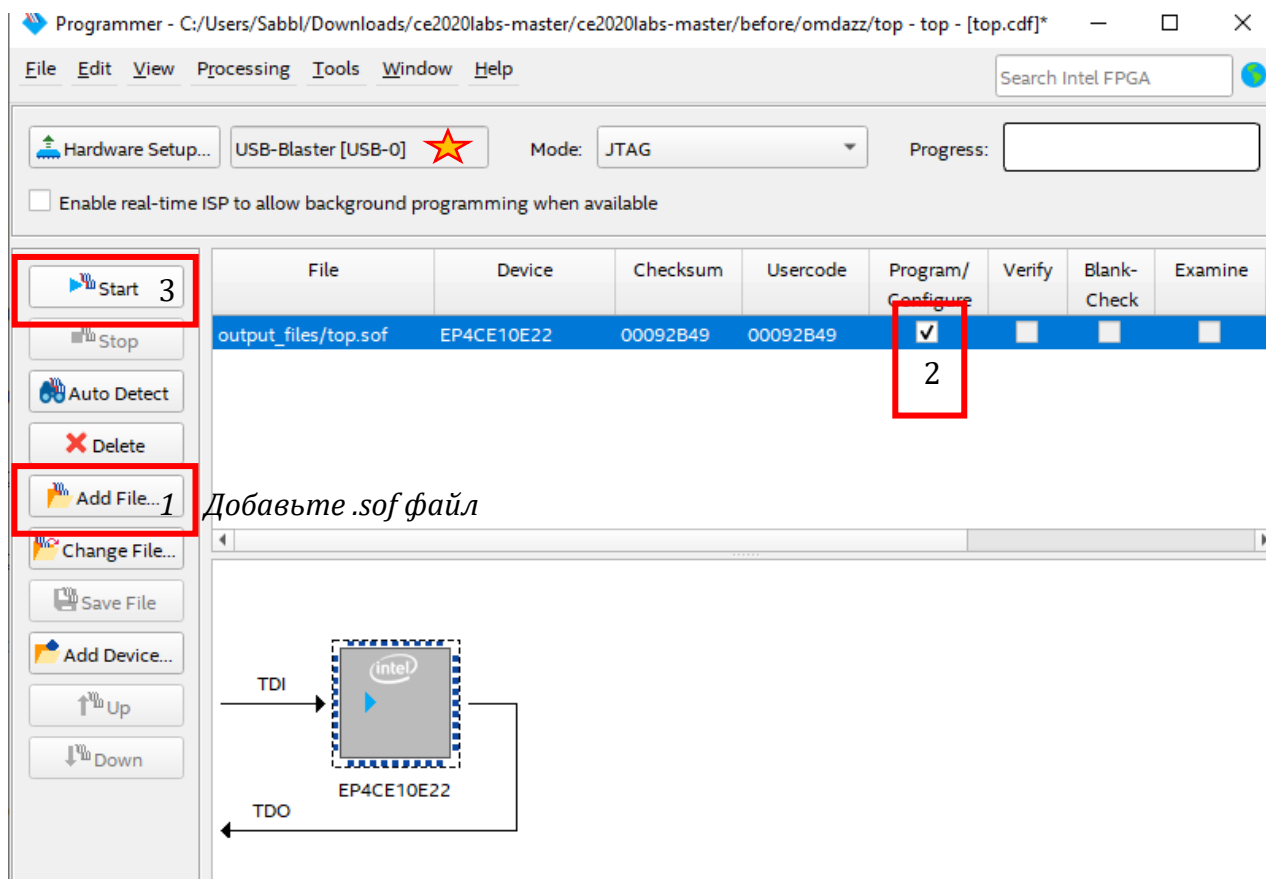 Programmer - C:/Users/Sabbl/Downloads/ce2020labs-master/ce2020labs-master/before/omdazz/top - top - [top.cdf]*
File Edit View Processing Tools Window Help
Search Intel FPGA
Hardware Setup... USB-Blaster [USB-0] Mode: JTAG Progress:
Enable real-time ISP to allow background programming when available
File Device Checksum Usercode Program/ Verify Blank- Examine
Configure Check
Start 3
Stop
output_files/top.sof EP4CE10E22 00092B49 00092B49
2
Auto Detect
Delete
Add File... 1 Добавьте .sof файл
Change File...
Save File
Add Device...
Up
Down
intel
TDI
EP4CE10E22
TDO